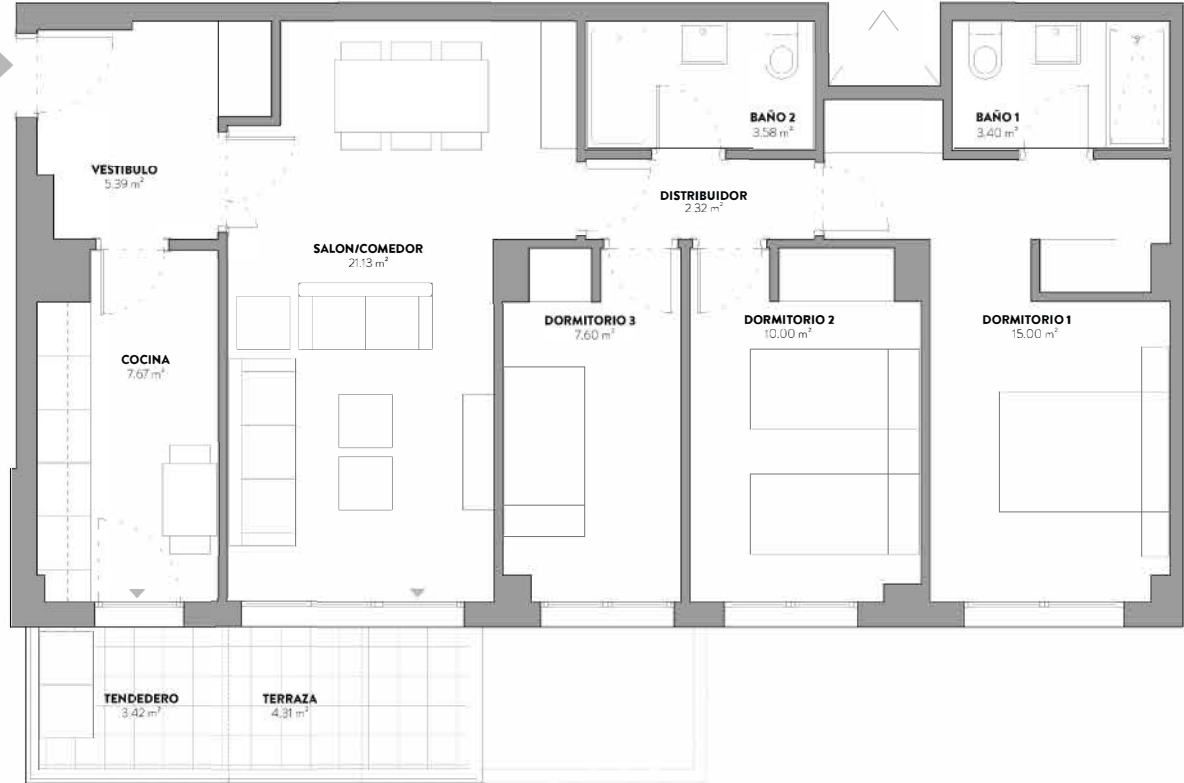 BAÑO 2
3.58 m²
BAÑO 1
3.40 m²
VESTIBULO
5.39 m²
DISTRIBUIDOR
2.32 m²
SALON/COMEDOR
21.13 m²
DORMITORIO 3
7.60 m²
DORMITORIO 2
10.00 m²
DORMITORIO 1
15.00 m²
COCINA
7.67 m²
TENDEDERO
3.42 m²
TERRAZA
4.31 m²